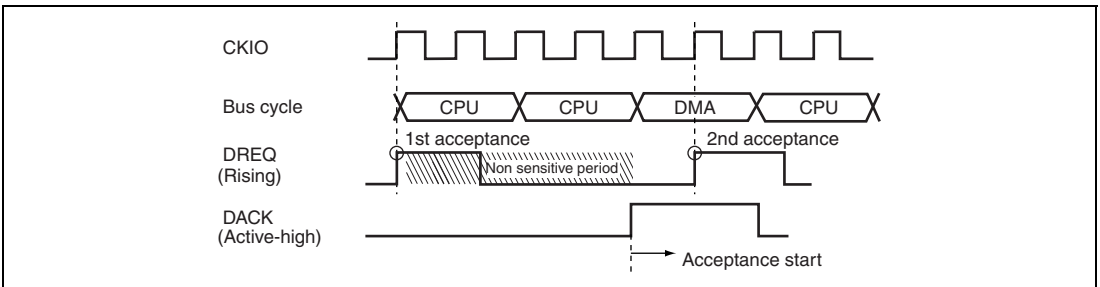 CKIO
Bus cycle CPU CPU DMA CPU
1st acceptance 2nd acceptance
DREQ
(Rising)
Non sensitive period
DACK
(Active-high)
Acceptance start